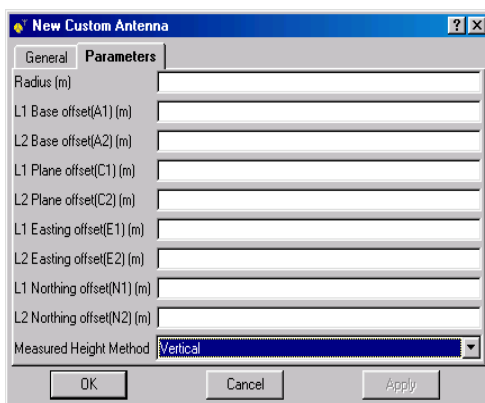 New Custom Antenna
General Parameters
Radius (m)
L1 Base offset(A1) (m)
L2 Base offset(A2) (m)
L1 Plane offset(C1) (m)
L2 Plane offset(C2) (m)
L1 Easting offset(E1) (m)
L2 Easting offset(E2) (m)
L1 Northing offset(N1) (m)
L2 Northing offset(N2) (m)
Measured Height Method Vertical
OK Cancel Apply